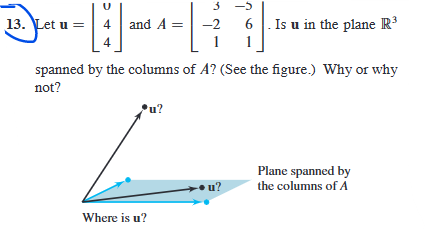 3 -5
13. Let u = 4 and A = -2 6 . Is u in the plane ℝ³
4 1 1
spanned by the columns of A? (See the figure.) Why or why
not?
u?
Plane spanned by
u? the columns of A
Where is u?